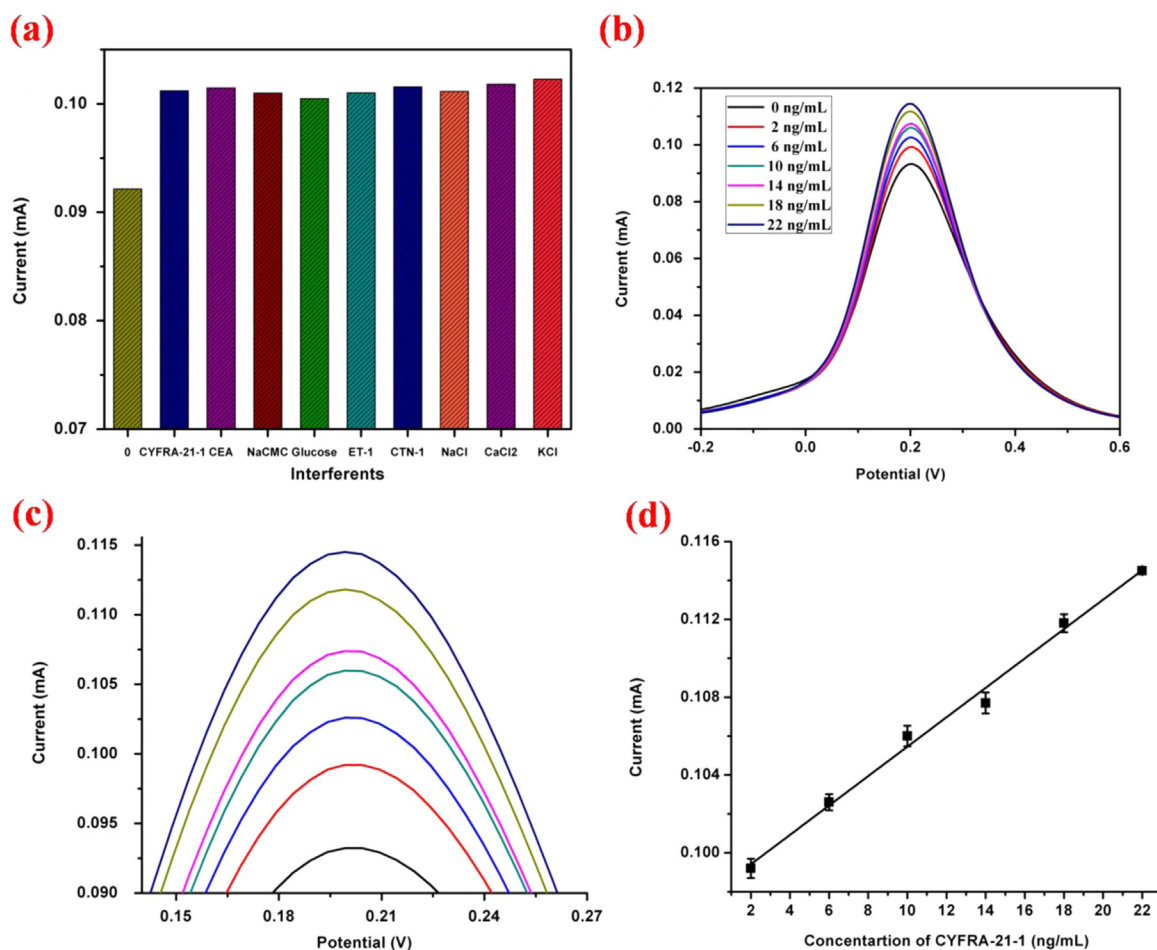 (a)
Current (mA)
0.10
0.09
0.08
0.07
0 CYFRA-21-1 CEA NaCMC Glucose ET-1 CTN-1 NaCl CaCl2 KCl
Interferents
(b)
Current (mA)
0.12
0.10
0.08
0.06
0.04
0.02
0.00
0 ng/mL
2 ng/mL
6 ng/mL
10 ng/mL
14 ng/mL
18 ng/mL
22 ng/mL
-0.2 0.0 0.2 0.4 0.6
Potential (V)
(c)
Current (mA)
0.115
0.110
0.105
0.100
0.095
0.090
0.15 0.18 0.21 0.24 0.27
Potential (V)
(d)
Current (mA)
0.116
0.112
0.108
0.104
0.100
2 4 6 8 10 12 14 16 18 20 22
Concentartion of CYFRA-21-1 (ng/mL)